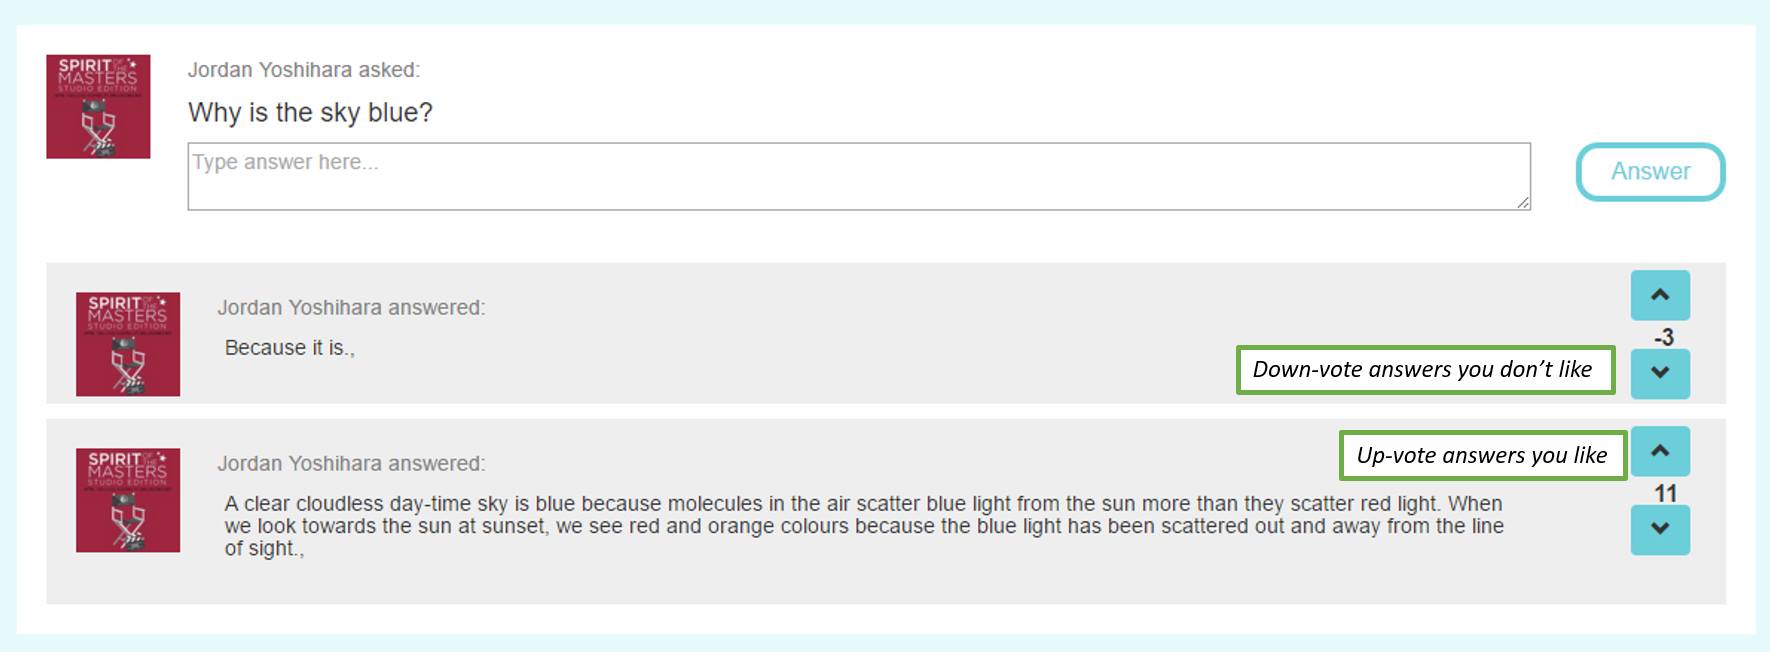 SPIRIT OF THE
MASTERS
STUDIO EDITION
Jordan Yoshihara asked:
Why is the sky blue?
Type answer here...
Answer
SPIRIT OF THE
MASTERS
STUDIO EDITION
Jordan Yoshihara answered:
Because it is.,
-3
Down-vote answers you don’t like
SPIRIT OF THE
MASTERS
STUDIO EDITION
Jordan Yoshihara answered:
Up-vote answers you like
11
A clear cloudless day-time sky is blue because molecules in the air scatter blue light from the sun more than they scatter red light. When
we look towards the sun at sunset, we see red and orange colours because the blue light has been scattered out and away from the line
of sight.,